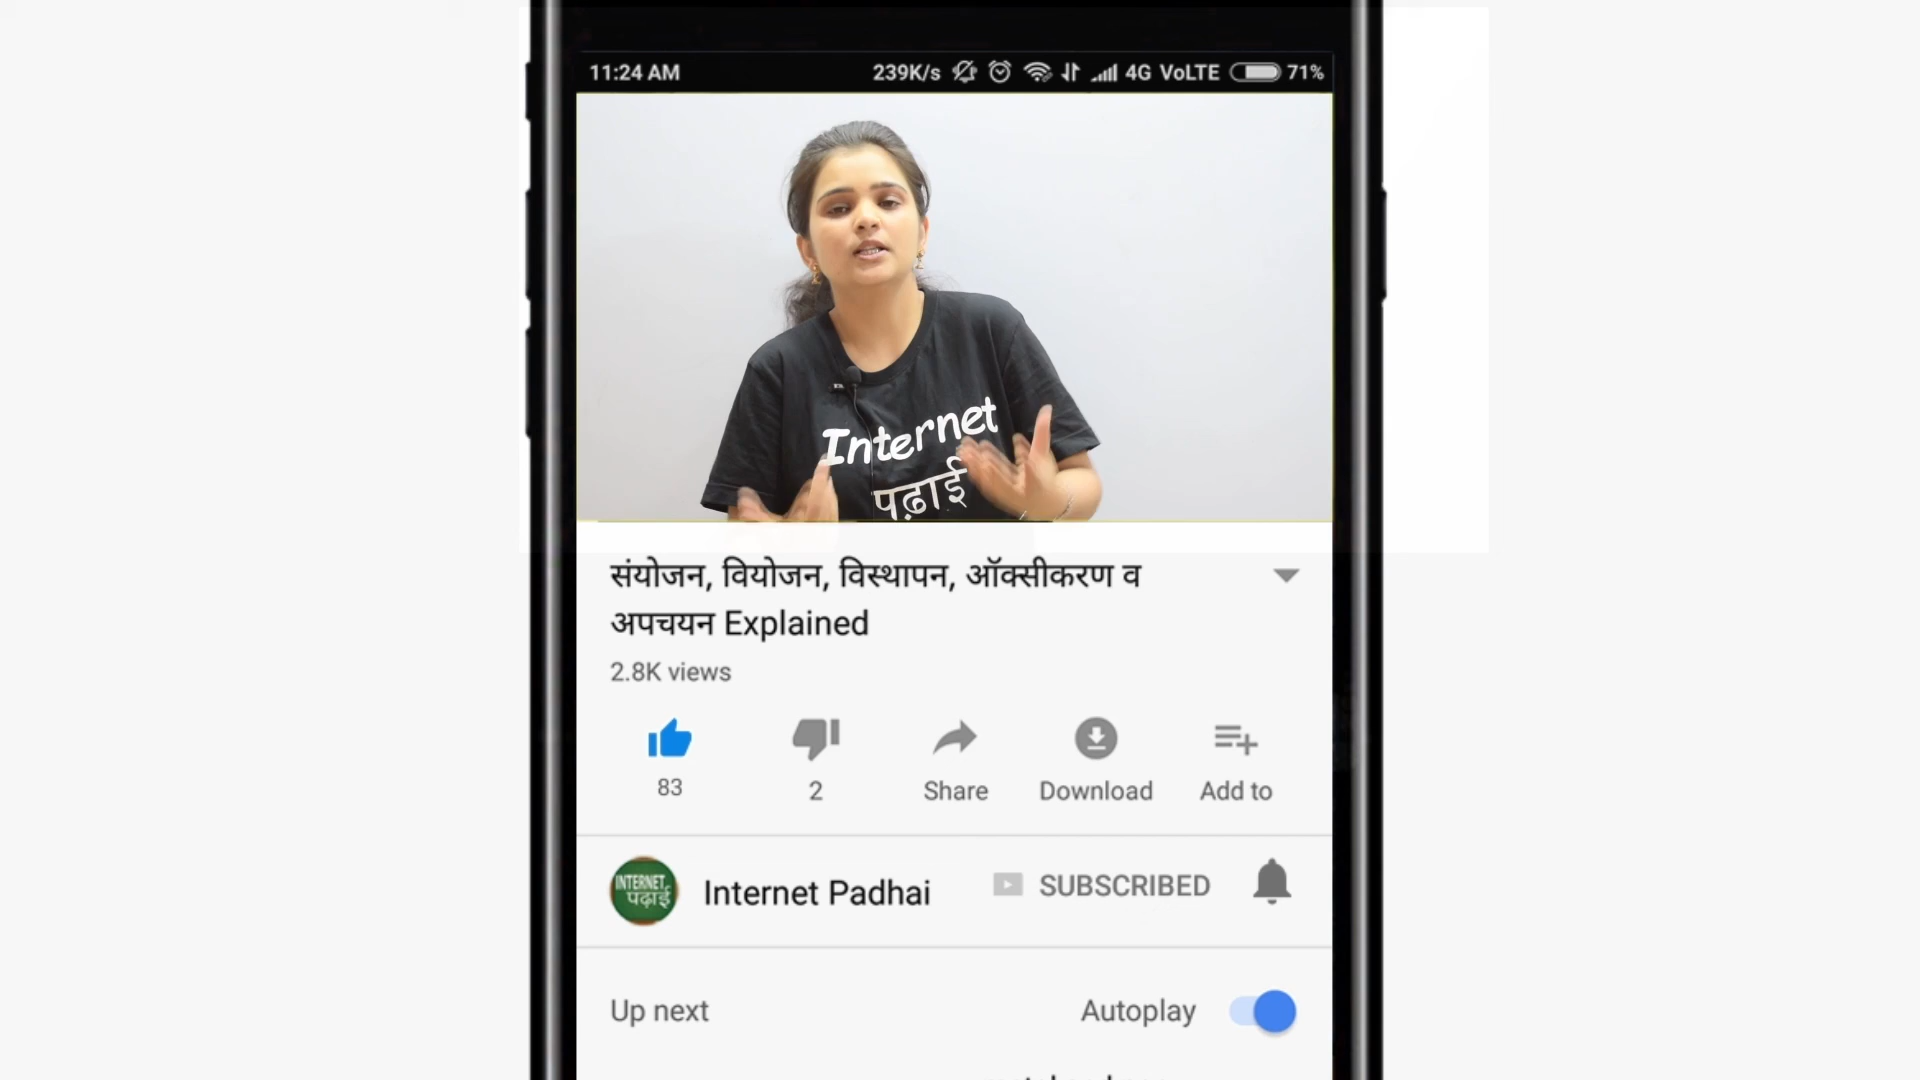 11:24 AM 239K/s 4G VoLTE 71%
Internet
पढ़ाई
संयोजन, वियोजन, विस्थापन, ऑक्सीकरण व
अपचयन Explained
2.8K views
83 2 Share Download Add to
INTERNET
पढ़ाई
Internet Padhai SUBSCRIBED
Up next Autoplay